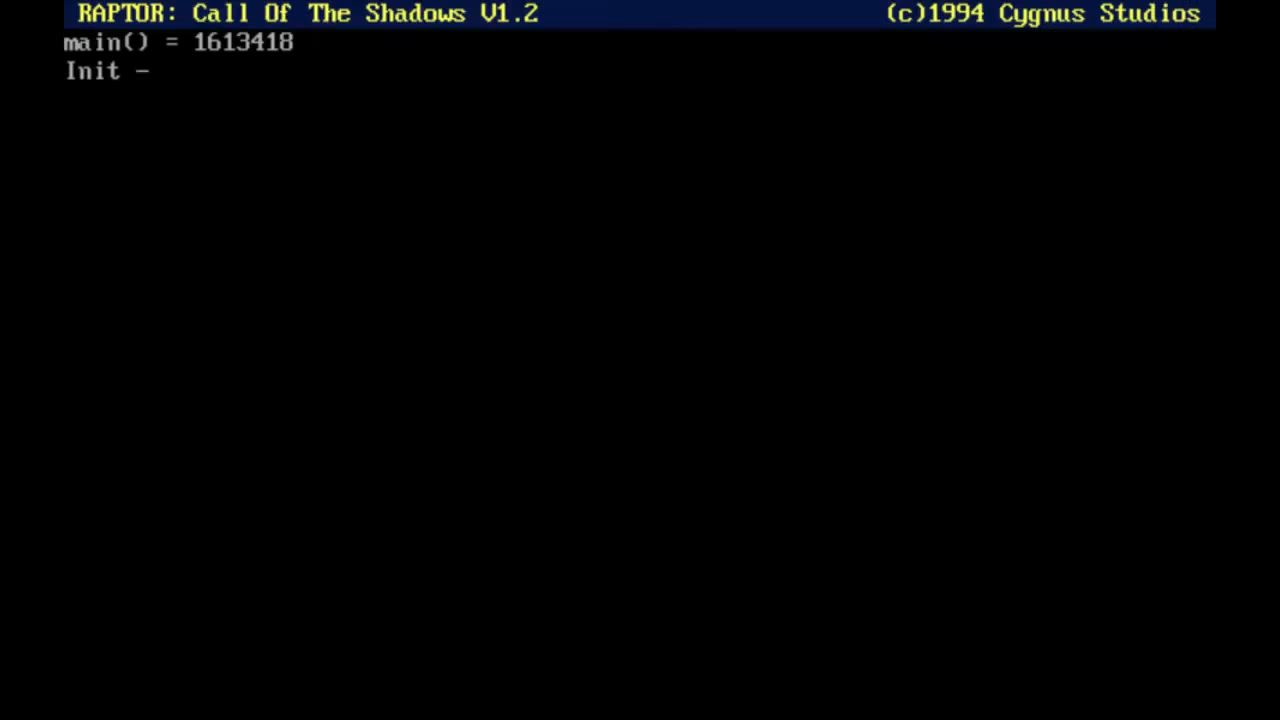 RAPTOR: Call Of The Shadows V1.2 (c)1994 Cygnus Studios
main() = 1613418
Init -